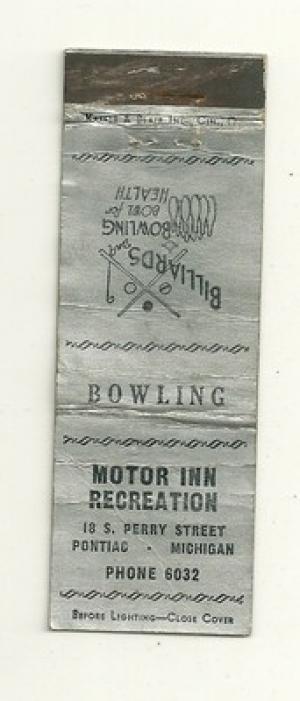 BILLIARDS
BOWLING
BOWL for
HEALTH
BOWLING
MOTOR INN
RECREATION
18 S. PERRY STREET
PONTIAC - MICHIGAN
PHONE 6032
BEFORE LIGHTING—CLOSE COVER